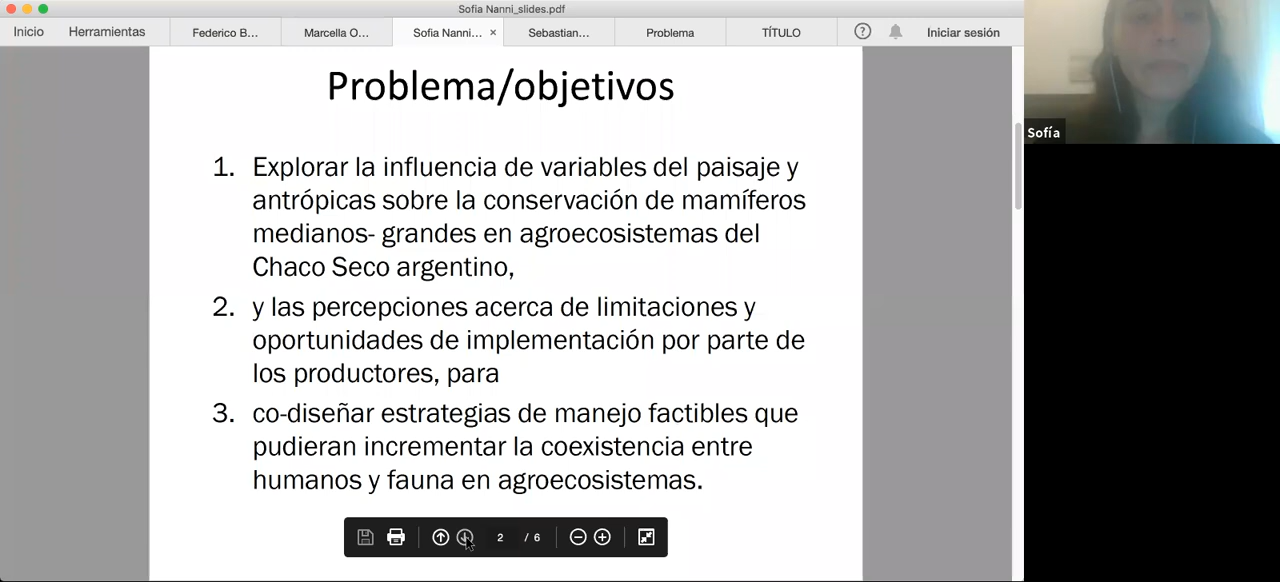 Sofia Nanni_slides.pdf
Inicio
Herramientas
Federico B...
Marcella O...
Sofia Nanni... ×
Sebastian...
Problema
TÍTULO
Iniciar sesión
Sofía
Problema/objetivos
1. Explorar la influencia de variables del paisaje y
antrópicas sobre la conservación de mamíferos
medianos- grandes en agroecosistemas del
Chaco Seco argentino,
2. y las percepciones acerca de limitaciones y
oportunidades de implementación por parte de
los productores, para
3. co-diseñar estrategias de manejo factibles que
pudieran incrementar la coexistencia entre
humanos y fauna en agroecosistemas.
2 / 6